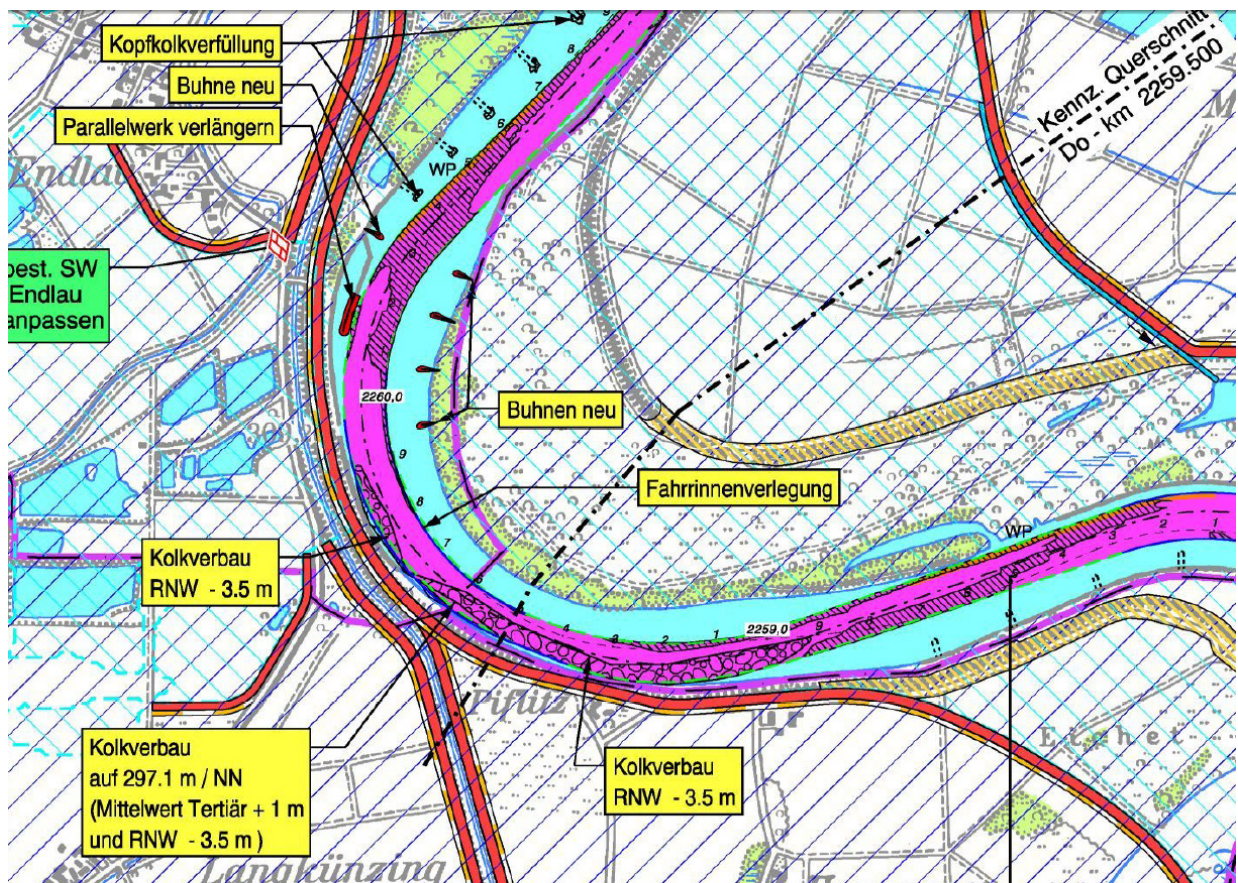 Kopfkolkverfüllung
Buhne neu
Parallelwerk verlängern
Endlau
WP
best. SW
Endlau
anpassen
Kennz. Querschnitt
Do - km 2259.500
2260,0
Buhnen neu
Fahrrinnenverlegung
WP
Kolkverbau
RNW - 3.5 m
2259,0
Piflitz
Kolkverbau
auf 297.1 m / NN
(Mittelwert Tertiär + 1 m
und RNW - 3.5 m )
Kolkverbau
RNW - 3.5 m
Eichet
Langkünzing